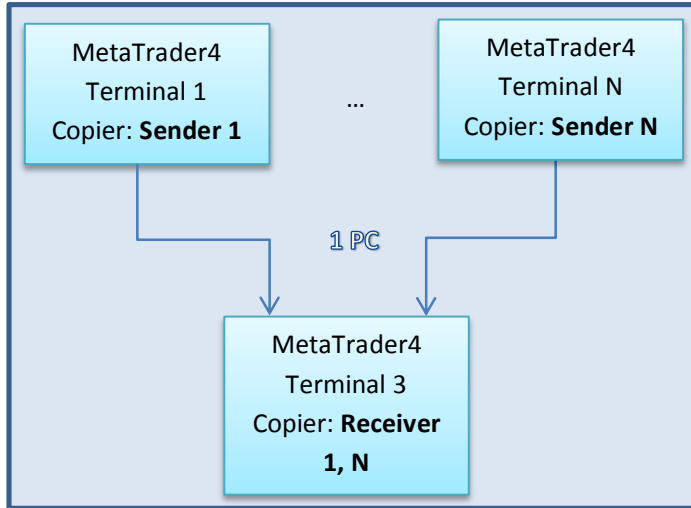 MetaTrader4
Terminal 1
Copier: Sender 1
...
MetaTrader4
Terminal N
Copier: Sender N
1 PC
MetaTrader4
Terminal 3
Copier: Receiver
1, N